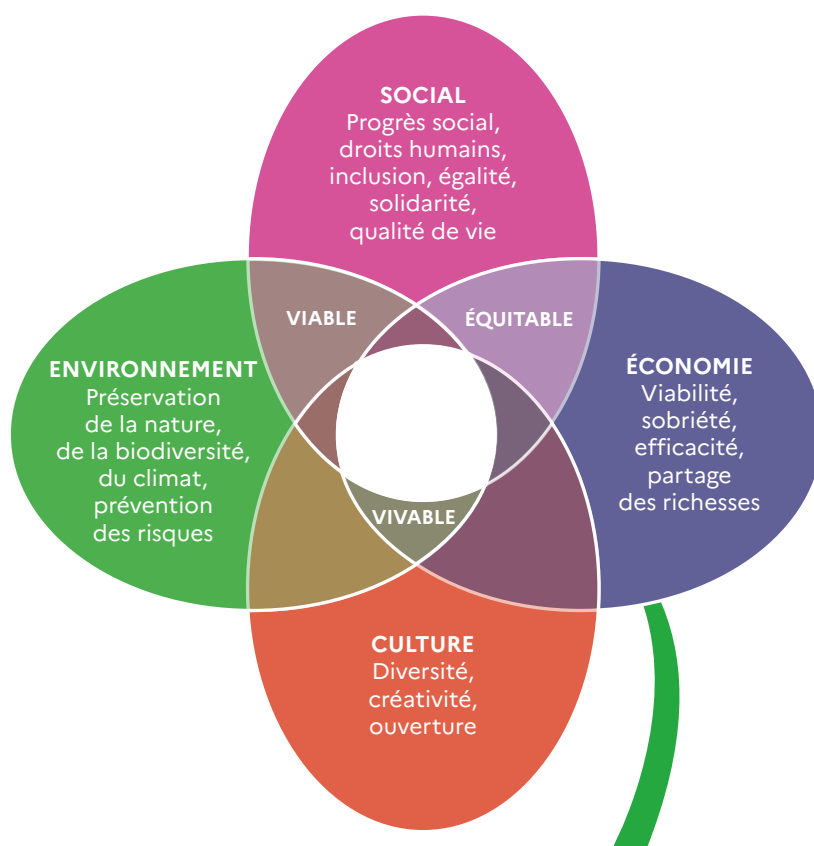 SOCIAL
Progrès social,
droits humains,
inclusion, égalité,
solidarité,
qualité de vie
VIABLE
ÉQUITABLE
ENVIRONNEMENT
Préservation
de la nature,
de la biodiversité,
du climat,
prévention
des risques
ÉCONOMIE
Viabilité,
sobriété,
efficacité,
partage
des richesses
VIVABLE
CULTURE
Diversité,
créativité,
ouverture